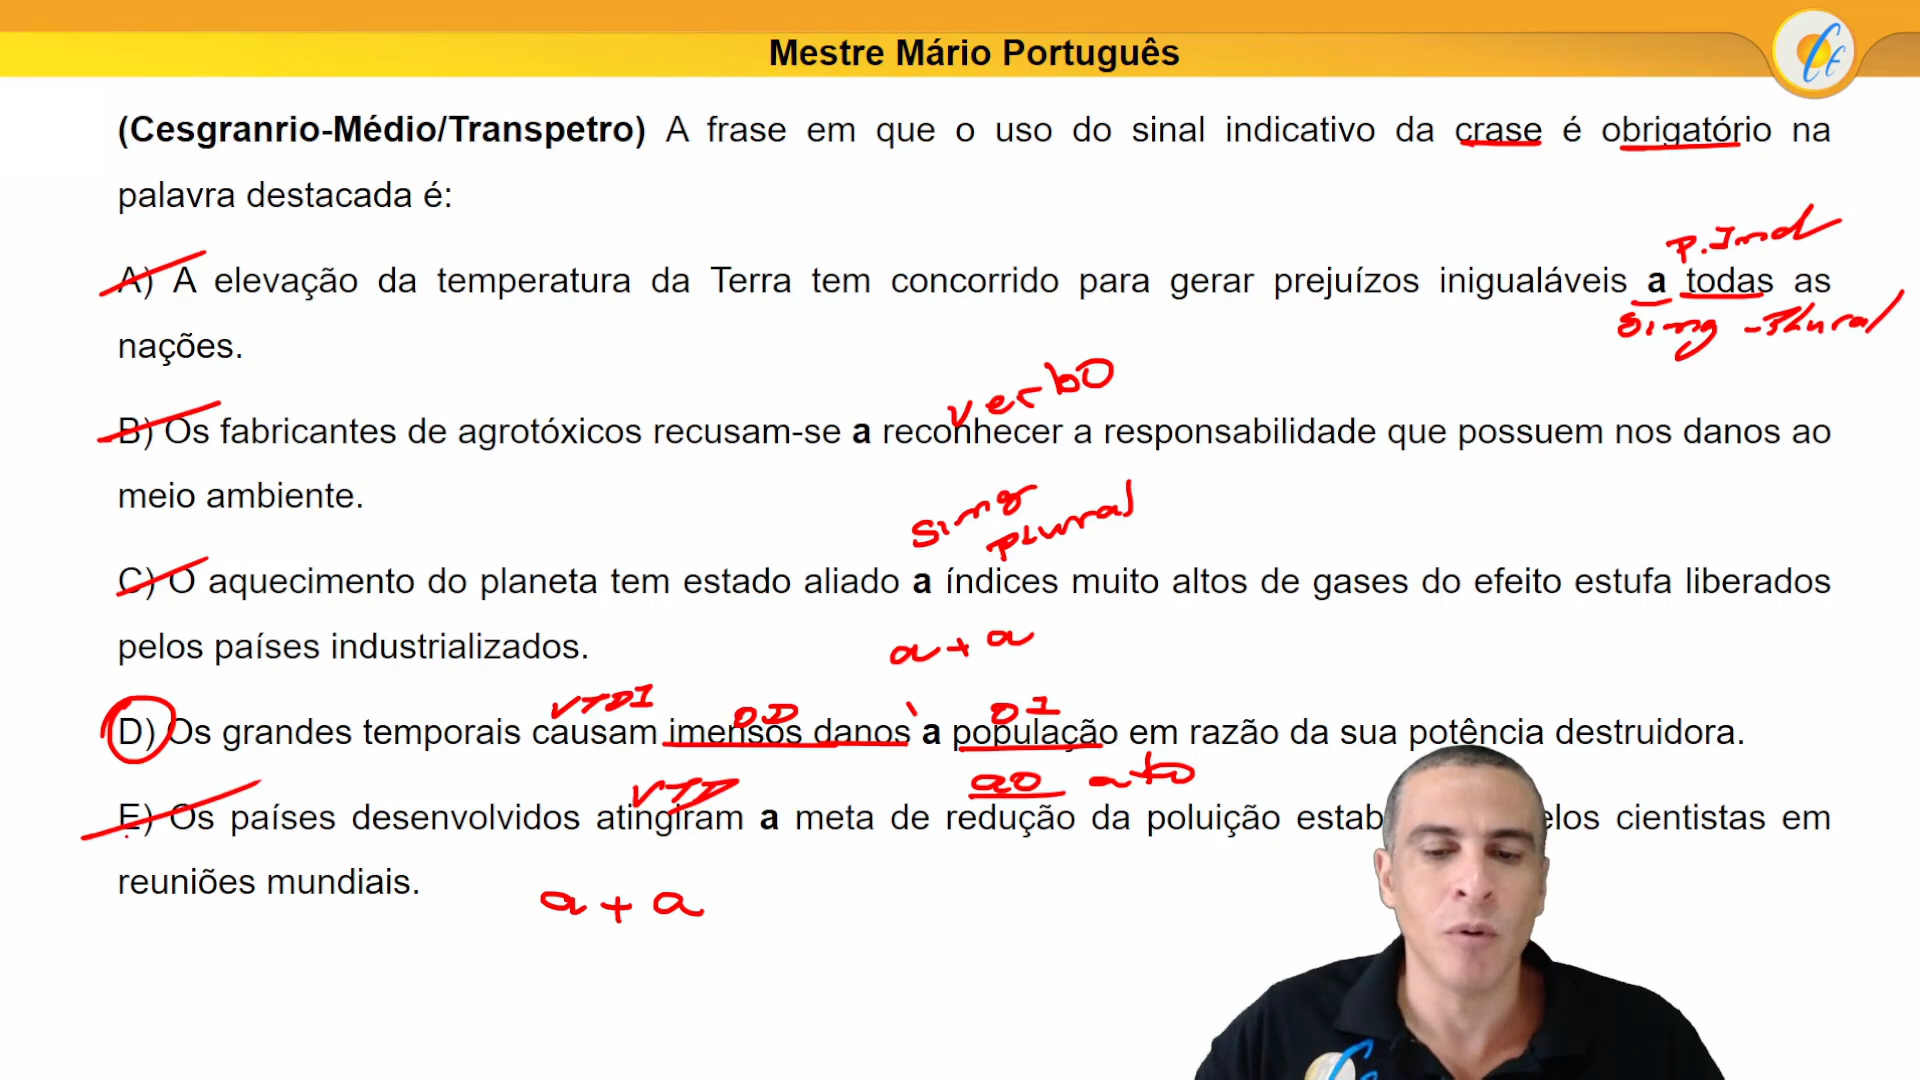 Mestre Mário Português
(Cesgranrio-Médio/Transpetro) A frase em que o uso do sinal indicativo da crase é obrigatório na
palavra destacada é:
P. Ind
A) A elevação da temperatura da Terra tem concorrido para gerar prejuízos inigualáveis a todas as
Sing - Plural
nações.
verbo
B) Os fabricantes de agrotóxicos recusam-se a reconhecer a responsabilidade que possuem nos danos ao
meio ambiente.
Sing
Plural
C) O aquecimento do planeta tem estado aliado a índices muito altos de gases do efeito estufa liberados
pelos países industrializados.
a + a
VTDI OD OI
D) Os grandes temporais causam imensos danos a população em razão da sua potência destruidora.
VTD ao
E) Os países desenvolvidos atingiram a meta de redução da poluição estab elos cientistas em
reuniões mundiais.
a + a